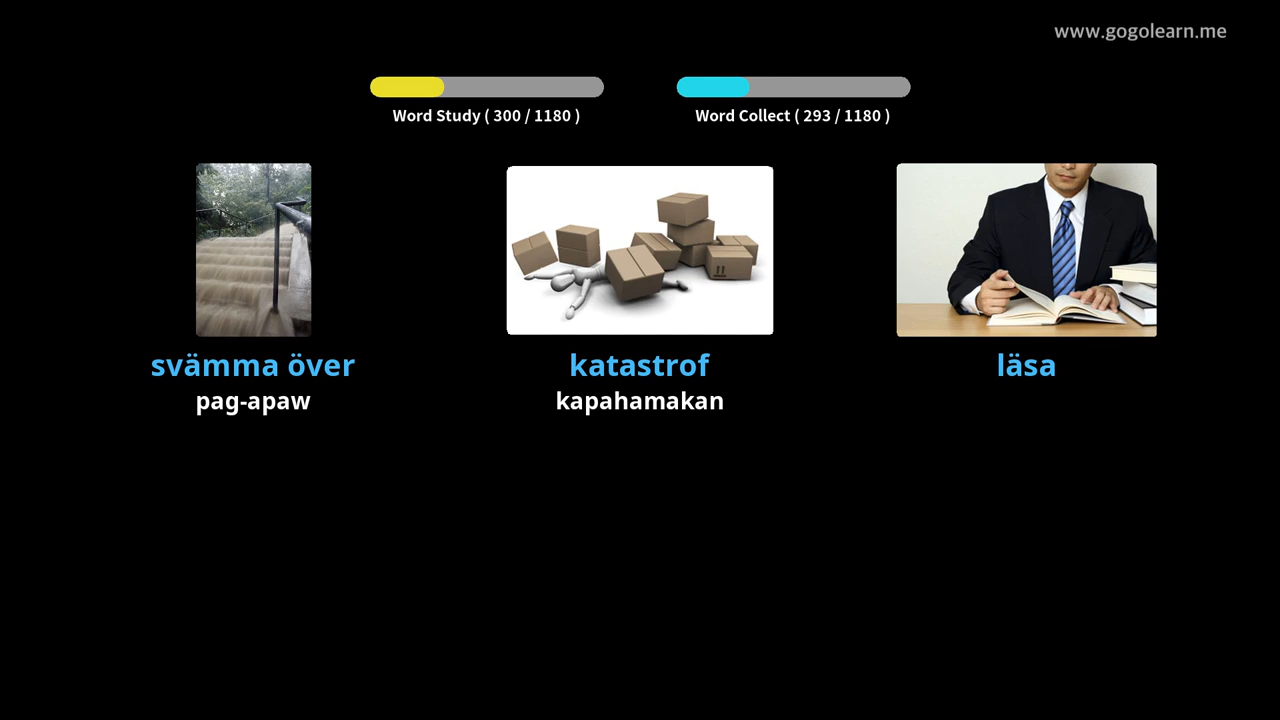 www.gogolearn.me
Word Study ( 300 / 1180 )
Word Collect ( 293 / 1180 )
svämma över
pag-apaw
katastrof
kapahamakan
läsa